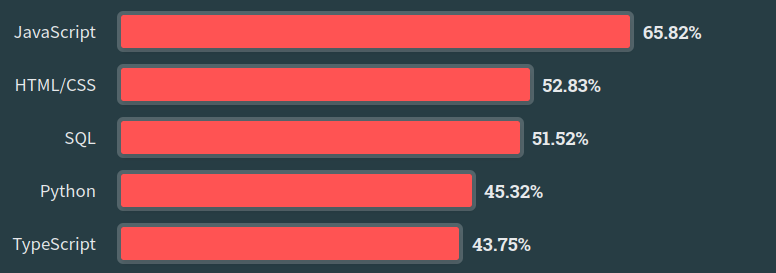 JavaScript 65.82%
HTML/CSS 52.83%
SQL 51.52%
Python 45.32%
TypeScript 43.75%